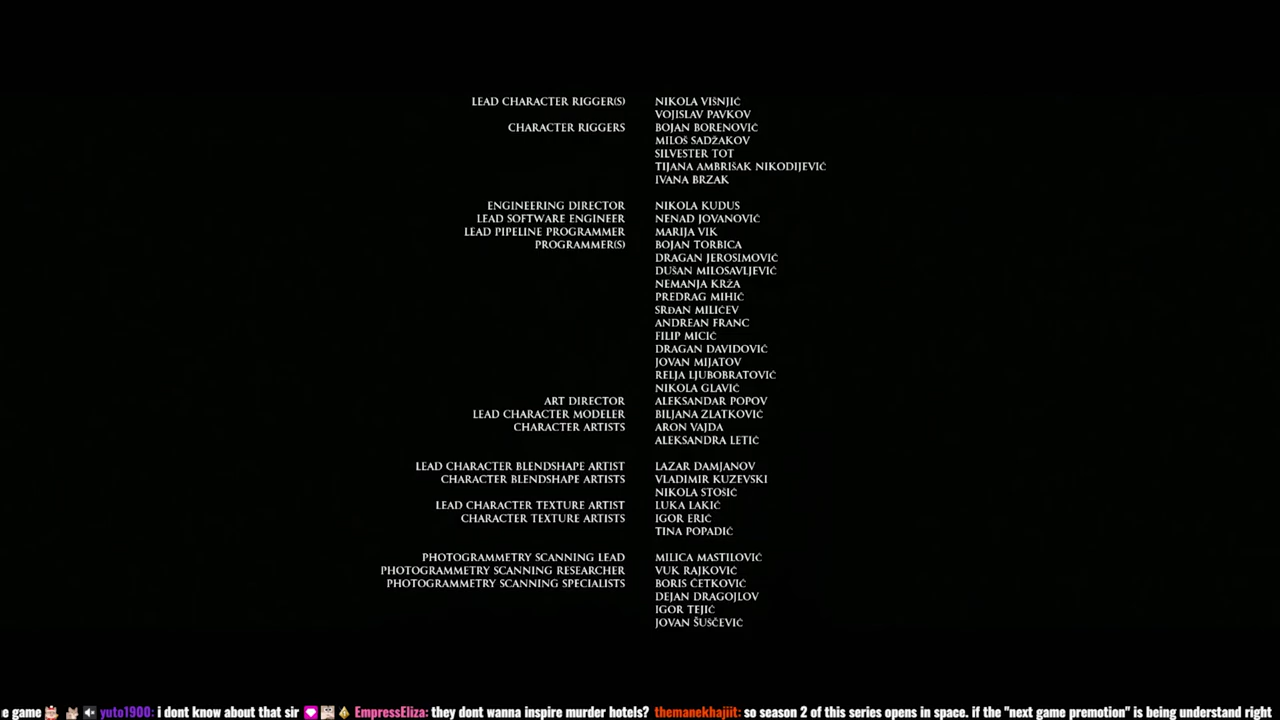 LEAD CHARACTER RIGGER(S) NIKOLA VIŠNJIĆ
VOJISLAV PAVKOV
CHARACTER RIGGERS BOJAN BORENOVIĆ
MILOŠ SADŽAKOV
SILVESTER TOT
TIJANA AMBRIŠAK NIKODIJEVIĆ
IVANA BRZAK
ENGINEERING DIRECTOR NIKOLA KUDUS
LEAD SOFTWARE ENGINEER NENAD JOVANOVIĆ
LEAD PIPELINE PROGRAMMER MARIJA VIK
PROGRAMMER(S) BOJAN TORBICA
DRAGAN JEROSIMOVIĆ
DUŠAN MILOSAVLJEVIĆ
NEMANJA KRŽA
PREDRAG MIHIĆ
SRĐAN MILIĆEV
ANDREAN FRANC
FILIP MICIĆ
DRAGAN DAVIDOVIĆ
JOVAN MIJATOV
RELJA LJUBOBRATOVIĆ
NIKOLA GLAVIĆ
ART DIRECTOR ALEKSANDAR POPOV
LEAD CHARACTER MODELER BILJANA ZLATKOVIĆ
CHARACTER ARTISTS ARON VAJDA
ALEKSANDRA LETIĆ
LEAD CHARACTER BLENDSHAPE ARTIST LAZAR DAMJANOV
CHARACTER BLENDSHAPE ARTISTS VLADIMIR KUZEVSKI
NIKOLA STOŠIĆ
LEAD CHARACTER TEXTURE ARTIST LUKA LAKIĆ
CHARACTER TEXTURE ARTISTS IGOR ERIĆ
TINA POPADIĆ
PHOTOGRAMMETRY SCANNING LEAD MILICA MASTILOVIĆ
PHOTOGRAMMETRY SCANNING RESEARCHER VUK RAJKOVIĆ
PHOTOGRAMMETRY SCANNING SPECIALISTS BORIS ĆETKOVIĆ
DEJAN DRAGOJLOV
IGOR TEJIĆ
JOVAN ŠUŠČEVIĆ
e game yuto1900: i dont know about that sir EmpressEliza: they dont wanna inspire murder hotels? themanekhajiit: so season 2 of this series opens in space. if the "next game premotion" is being understand right